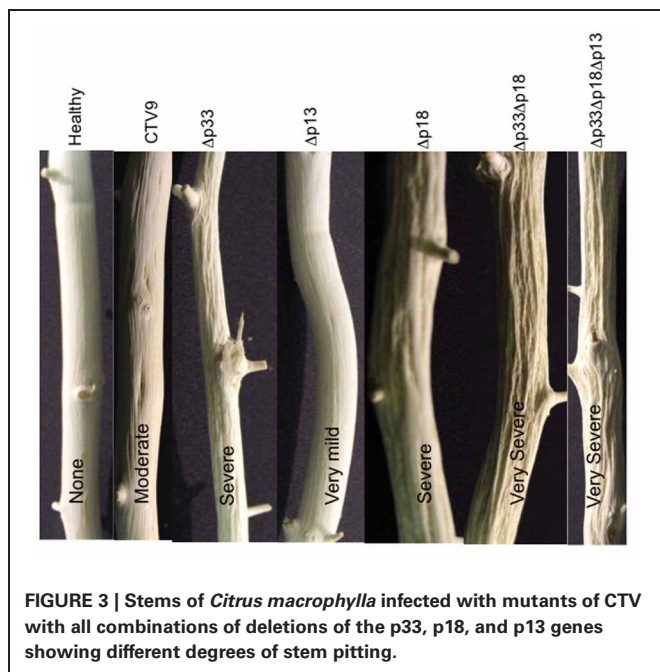 Healthy
CTV9
Δp33
Δp13
Δp18
Δp33Δp18
Δp33Δp18Δp13
None
Moderate
Severe
Very mild
Severe
Very Severe
Very Severe
FIGURE 3 | Stems of Citrus macrophylla infected with mutants of CTV
with all combinations of deletions of the p33, p18, and p13 genes
showing different degrees of stem pitting.